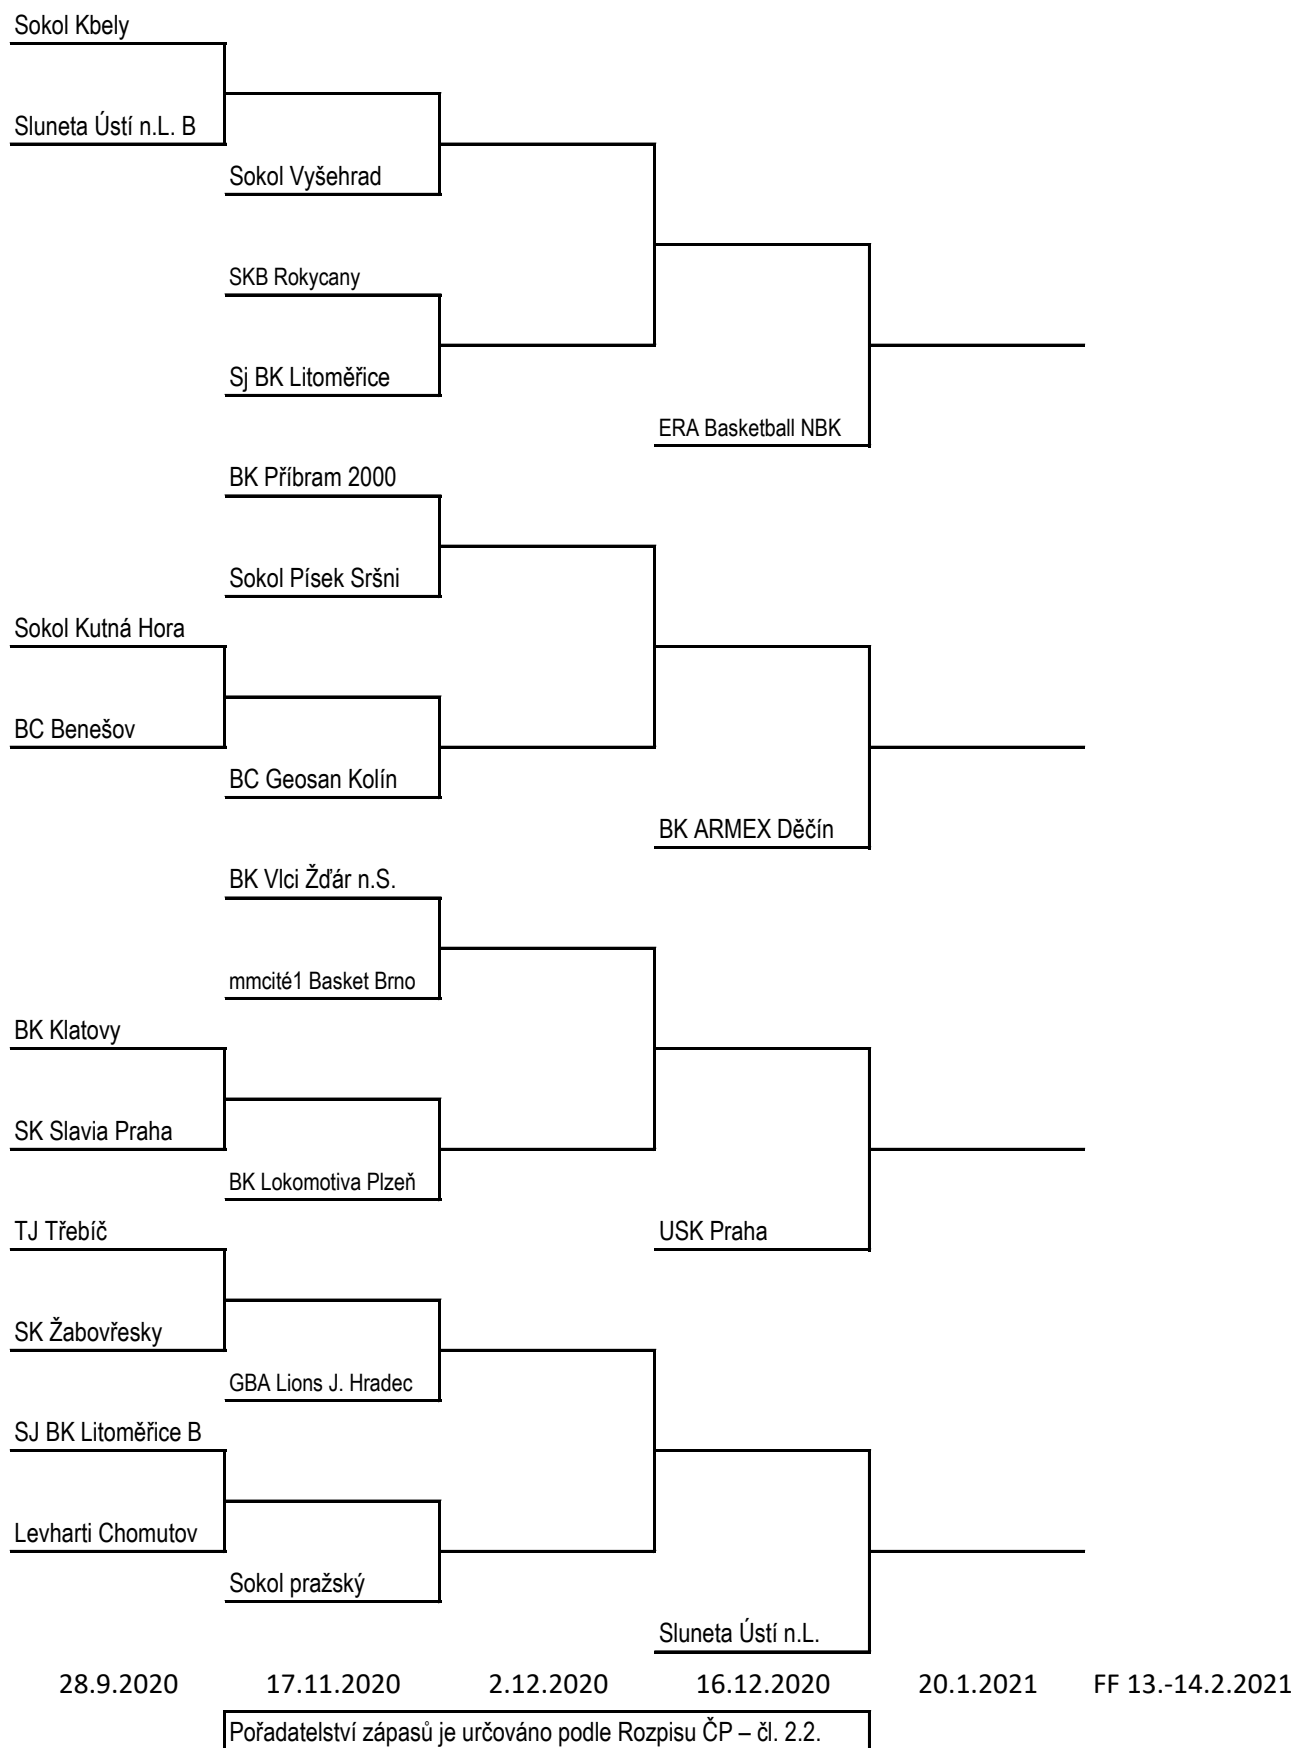 Sokol Kbely
Sluneta Ústí n.L. B
Sokol Vyšehrad
SKB Rokycany
Sj BK Litoměřice
ERA Basketball NBK
BK Příbram 2000
Sokol Písek Sršni
Sokol Kutná Hora
BC Benešov
BC Geosan Kolín
BK ARMEX Děčín
BK Vlci Žďár n.S.
mmcité1 Basket Brno
BK Klatovy
SK Slavia Praha
BK Lokomotiva Plzeň
TJ Třebíč
USK Praha
SK Žabovřesky
GBA Lions J. Hradec
SJ BK Litoměřice B
Levharti Chomutov
Sokol pražský
Sluneta Ústí n.L.
28.9.2020 17.11.2020 2.12.2020 16.12.2020 20.1.2021 FF 13.-14.2.2021
Pořadatelství zápasů je určováno podle Rozpisu ČP – čl. 2.2.